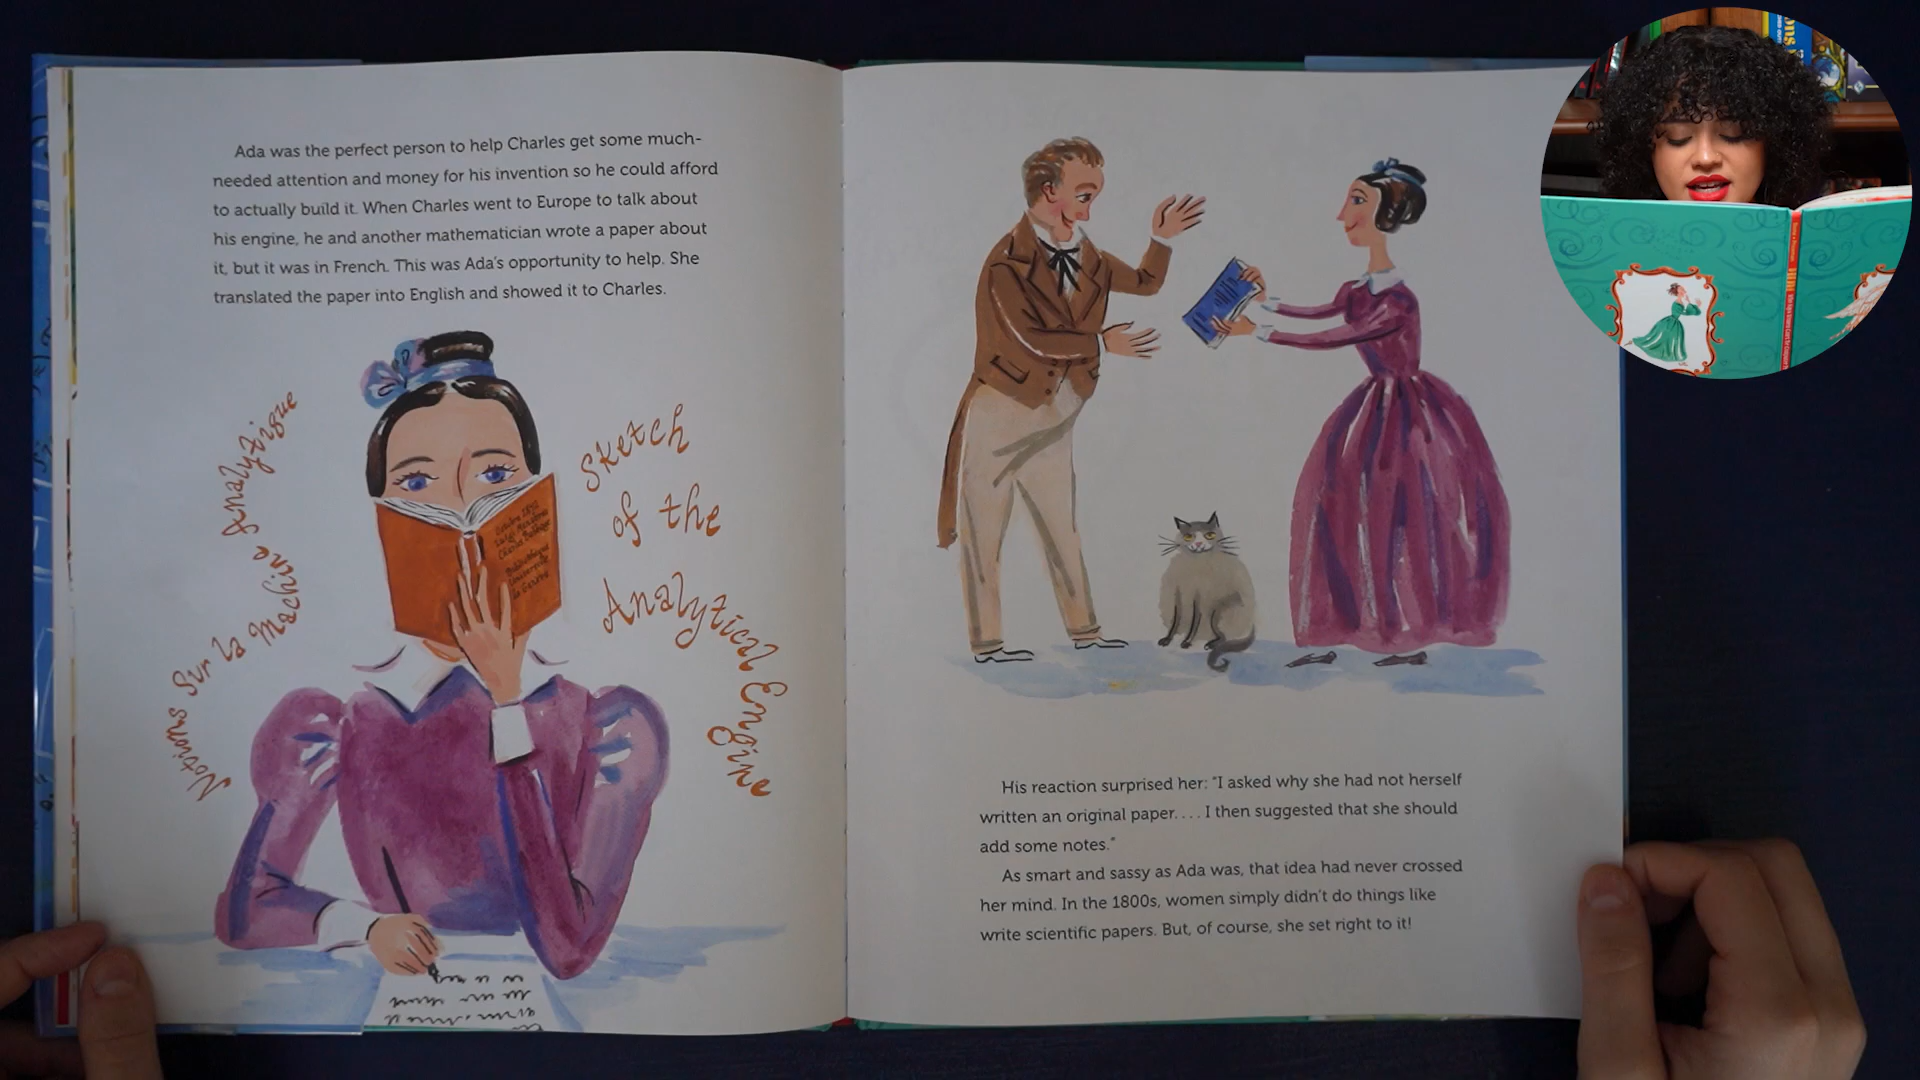 Ada was the perfect person to help Charles get some much-
needed attention and money for his invention so he could afford
to actually build it. When Charles went to Europe to talk about
his engine, he and another mathematician wrote a paper about
it, but it was in French. This was Ada's opportunity to help. She
translated the paper into English and showed it to Charles.
Notions sur la Machine Analytique
Sketch
of the
Analytical Engine
His reaction surprised her: "I asked why she had not herself
written an original paper. . . . I then suggested that she should
add some notes."
As smart and sassy as Ada was, that idea had never crossed
her mind. In the 1800s, women simply didn't do things like
write scientific papers. But, of course, she set right to it!